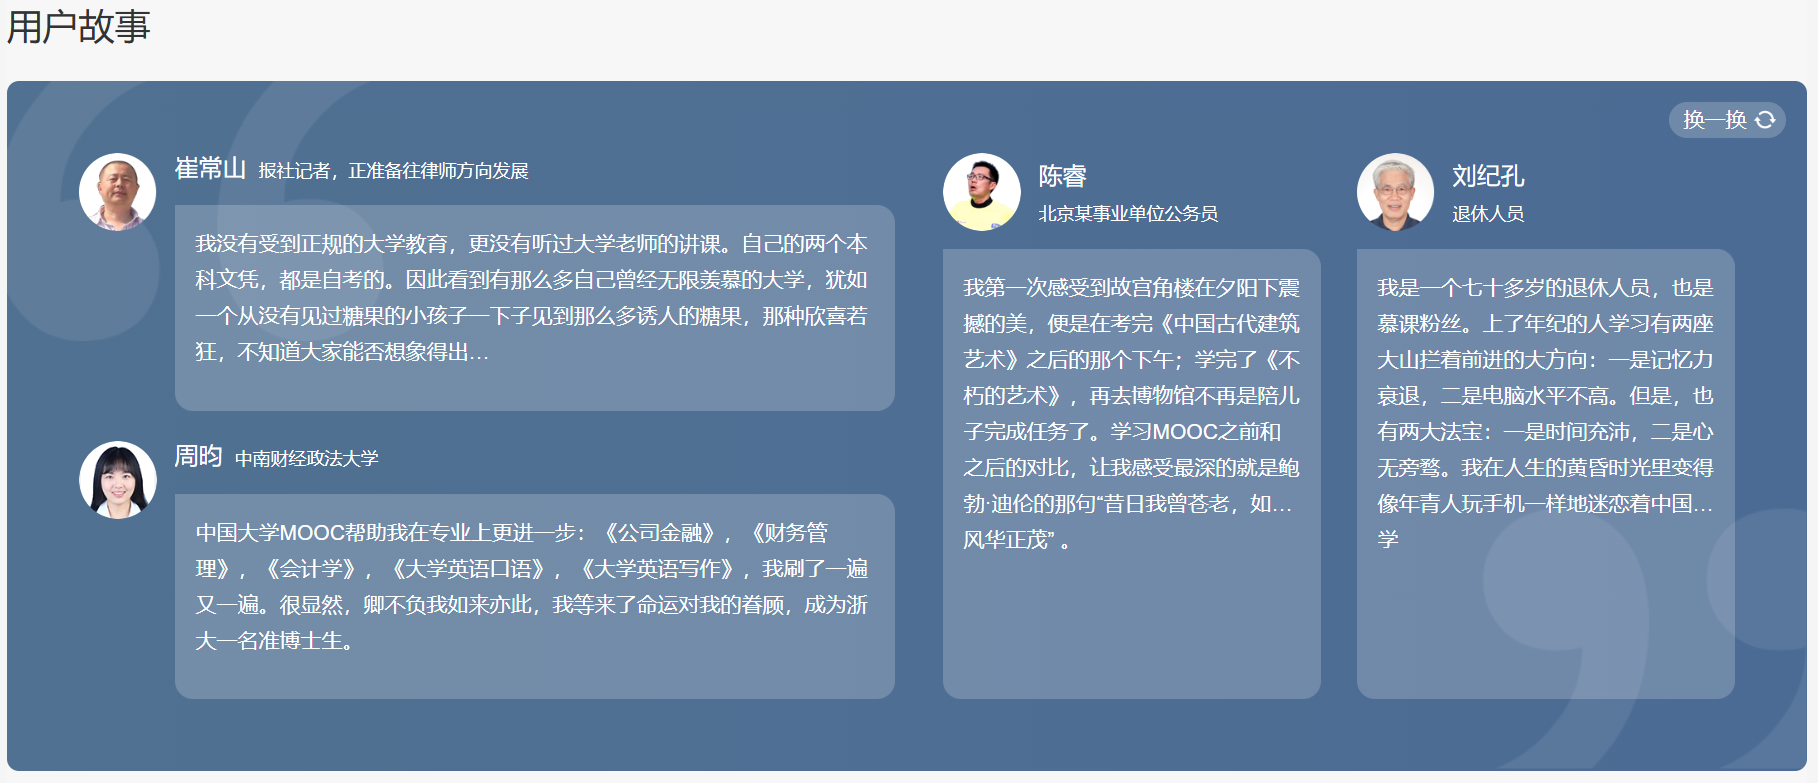 用户故事
换一换
崔常山 报社记者，正准备往律师方向发展
我没有受到正规的大学教育，更没有听过大学老师的讲课。自己的两个本
科文凭，都是自考的。因此看到有那么多自己曾经无限羡慕的大学，犹如
一个从没有见过糖果的小孩子一下子见到那么多诱人的糖果，那种欣喜若
狂，不知道大家能否想象得出...
周昀 中南财经政法大学
中国大学MOOC帮助我在专业上更进一步：《公司金融》，《财务管
理》，《会计学》，《大学英语口语》，《大学英语写作》，我刷了一遍
又一遍。很显然，卿不负我如来亦此，我等来了命运对我的眷顾，成为浙
大一名准博士生。
陈睿
北京某事业单位公务员
我第一次感受到故宫角楼在夕阳下震
撼的美，便是在考完《中国古代建筑
艺术》之后的那个下午；学完了《不
朽的艺术》，再去博物馆不再是陪儿
子完成任务了。学习MOOC之前和
之后的对比，让我感受最深的就是鲍
勃·迪伦的那句“昔日我曾苍老，如...
风华正茂” 。
刘纪孔
退休人员
我是一个七十多岁的退休人员，也是
慕课粉丝。上了年纪的人学习有两座
大山拦着前进的大方向：一是记忆力
衰退，二是电脑水平不高。但是，也
有两大法宝：一是时间充沛，二是心
无旁骛。我在人生的黄昏时光里变得
像年青人玩手机一样地迷恋着中国...
学